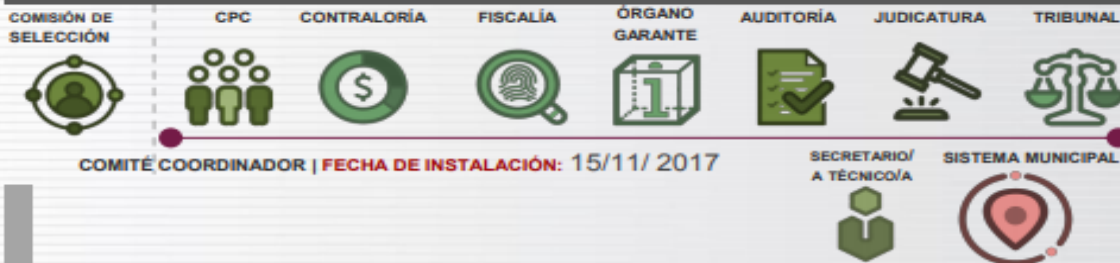 COMISIÓN DE
SELECCIÓN
CPC
CONTRALORÍA
FISCALÍA
ÓRGANO
GARANTE
AUDITORÍA
JUDICATURA
TRIBUNAL
$
i
COMITÉ COORDINADOR | FECHA DE INSTALACIÓN: 15/11/ 2017
SECRETARIO/
A TÉCNICO/A
SISTEMA MUNICIPAL